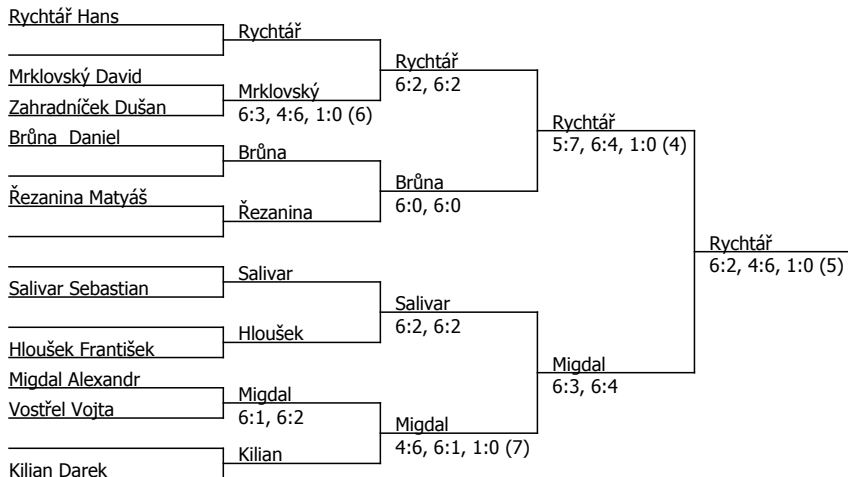 Rychtář Hans
Rychtář
Rychtář
6:2, 6:2
Mrklovský David
Mrklovský
6:3, 4:6, 1:0 (6)
Zahradníček Dušan
Rychtář
5:7, 6:4, 1:0 (4)
Brůna  Daniel
Brůna
Brůna
6:0, 6:0
Řezanina Matyáš
Řezanina
Rychtář
6:2, 4:6, 1:0 (5)
Salivar
Salivar Sebastian
Salivar
6:2, 6:2
Hloušek
Hloušek František
Migdal
6:3, 6:4
Migdal Alexandr
Migdal
6:1, 6:2
Vostřel Vojta
Migdal
4:6, 6:1, 1:0 (7)
Kilian
Kilian Darek